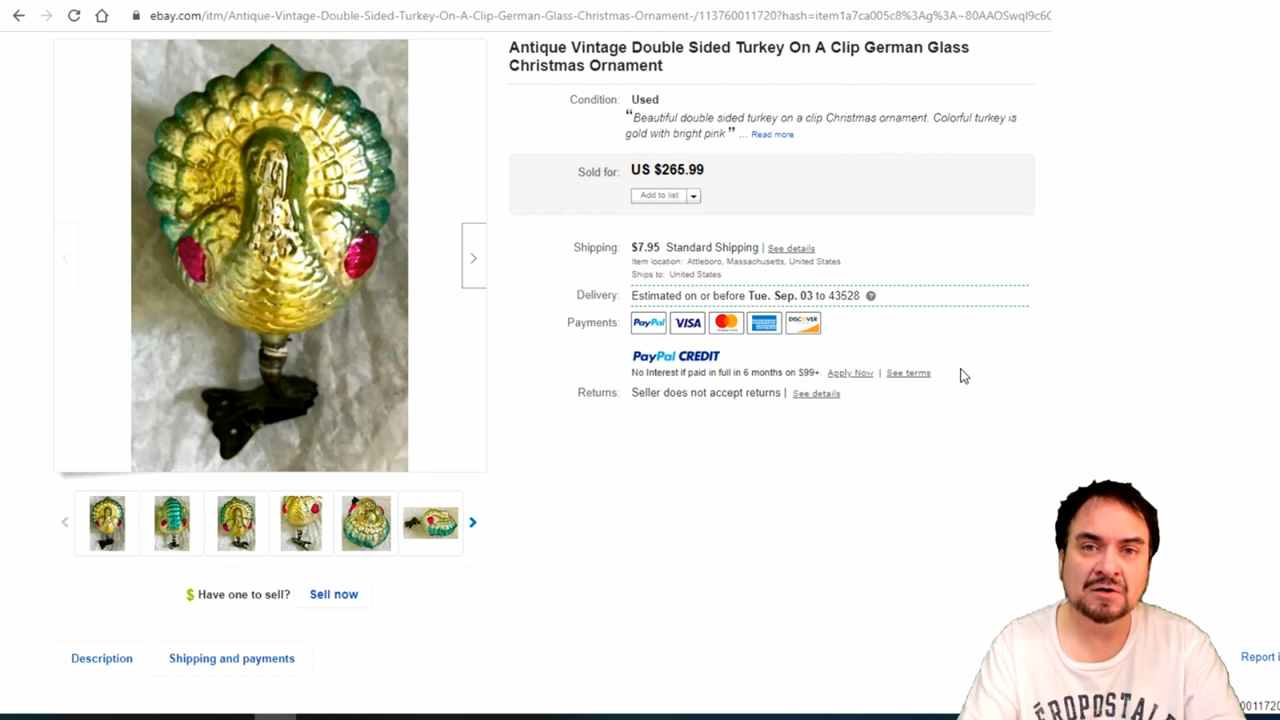 ebay.com/itm/Antique-Vintage-Double-Sided-Turkey-On-A-Clip-German-Glass-Christmas-Ornament-/113760011720?hash=item1a7ca005c8%3Ag%3A~80AAOSwqI9c6C
Antique Vintage Double Sided Turkey On A Clip German Glass
Christmas Ornament
Condition: Used
“Beautiful double sided turkey on a clip Christmas ornament. Colorful turkey is
gold with bright pink ” ... Read more
Sold for: US $265.99
Add to list
Shipping: $7.95 Standard Shipping | See details
Item location: Attleboro, Massachusetts, United States
Ships to: United States
Delivery: Estimated on or before Tue. Sep. 03 to 43528 ?
Payments: PayPal VISA MasterCard AMERICAN EXPRESS DISCOVER
PayPal CREDIT
No Interest if paid in full in 6 months on $99+. Apply Now | See terms
Returns: Seller does not accept returns | See details
$ Have one to sell? Sell now
Description
Shipping and payments
Report i
0011720
ÉROPOSTALE